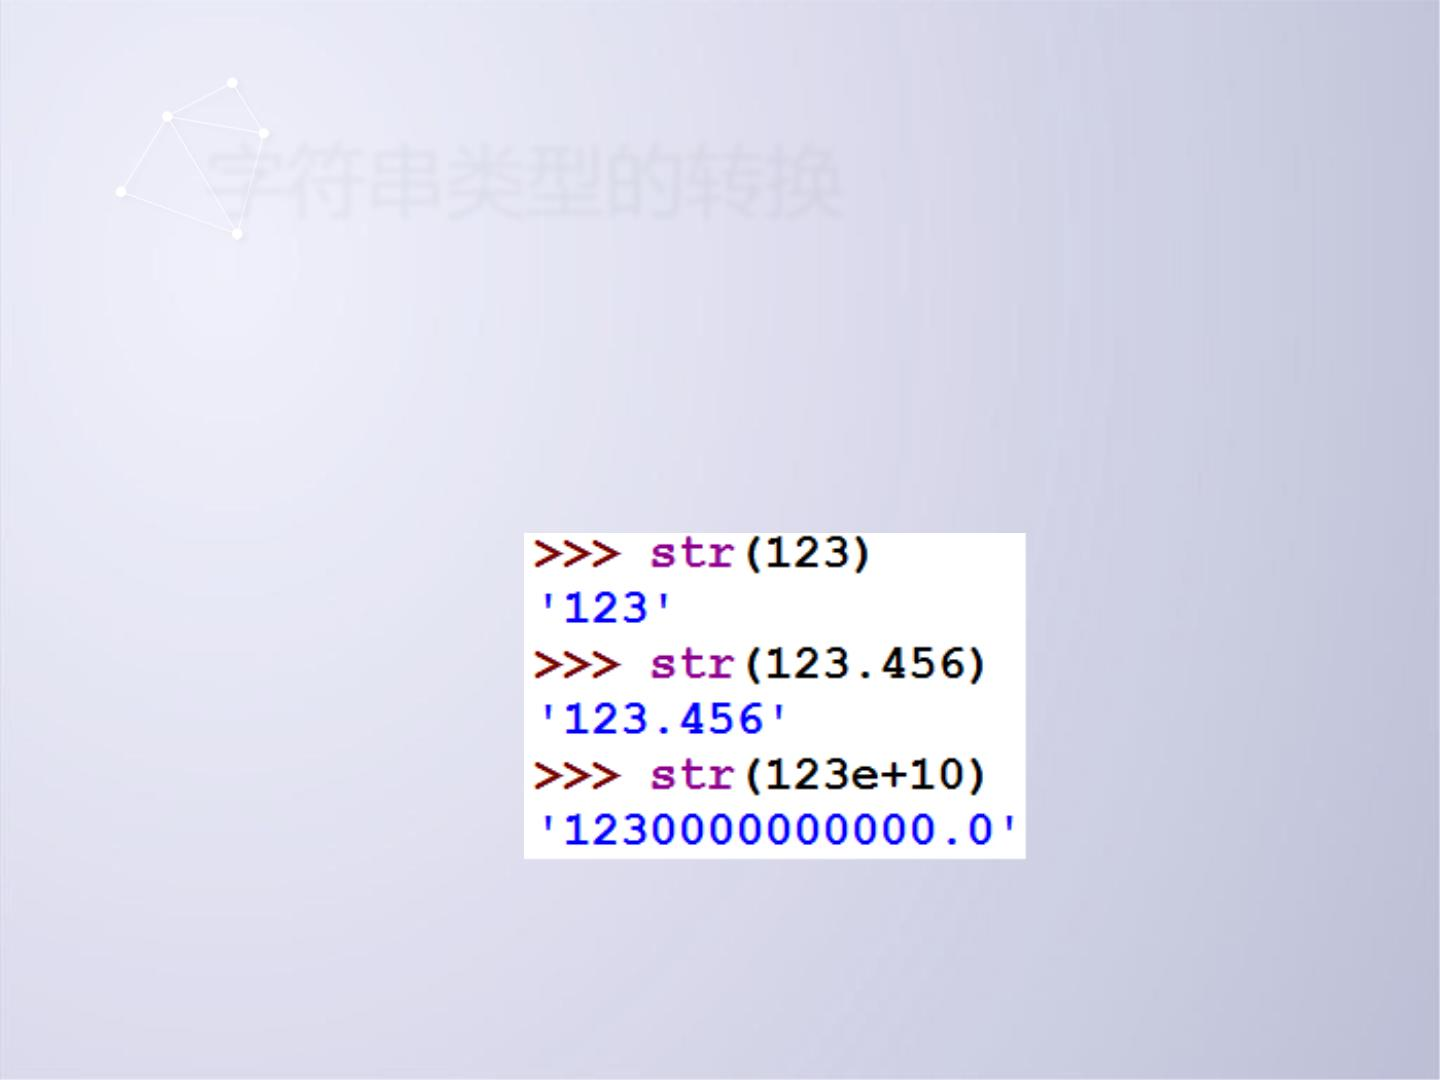 字符串类型的转换
>>> str(123)
'123'
>>> str(123.456)
'123.456'
>>> str(123e+10)
'1230000000000.0'